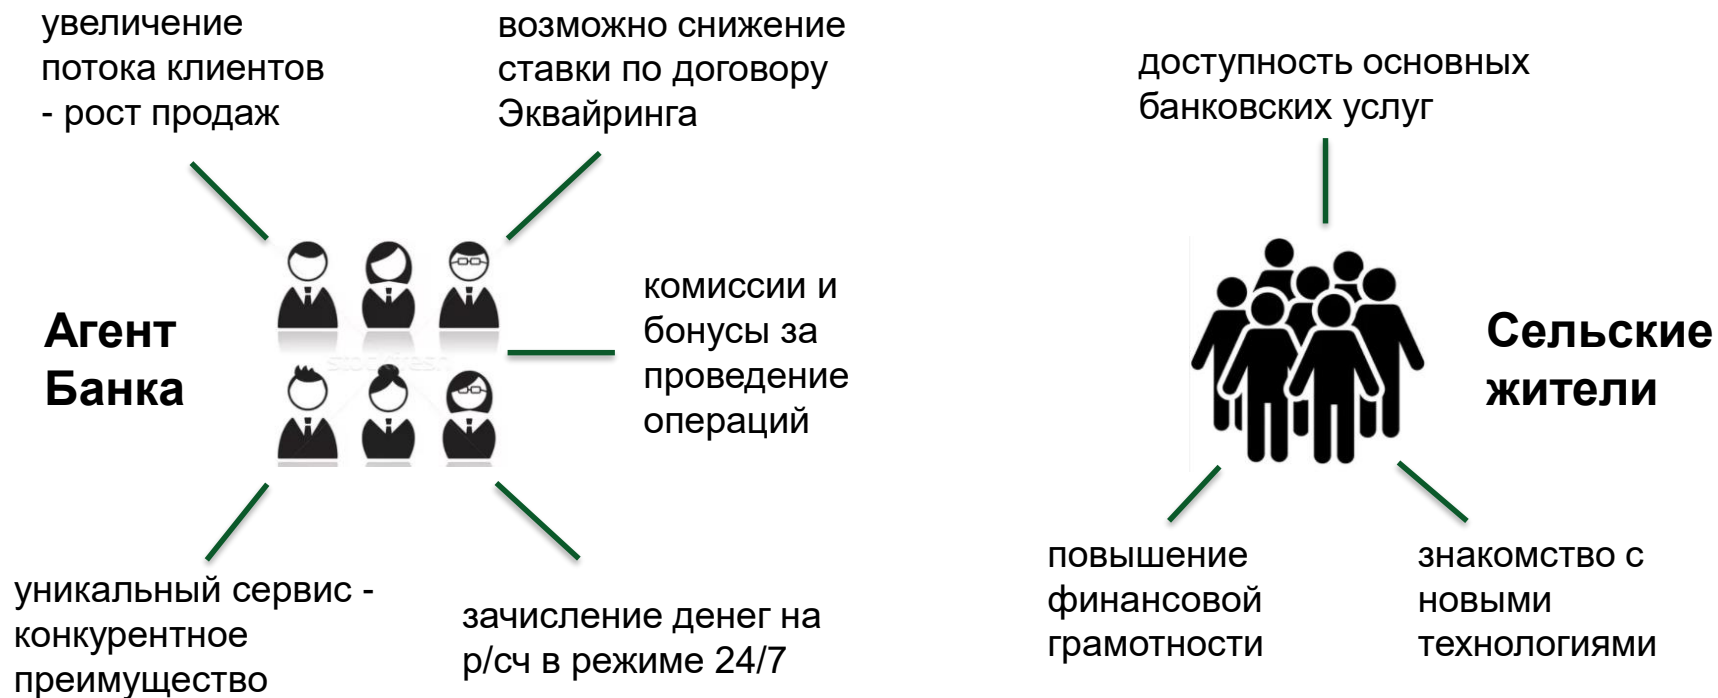 увеличение
потока клиентов
- рост продаж
возможно снижение
ставки по договору
Эквайринга
комиссии и
бонусы за
проведение
операций
Агент
Банка
уникальный сервис -
конкурентное
преимущество
зачисление денег на
р/сч в режиме 24/7
доступность основных
банковских услуг
Сельские
жители
повышение
финансовой
грамотности
знакомство с
новыми
технологиями